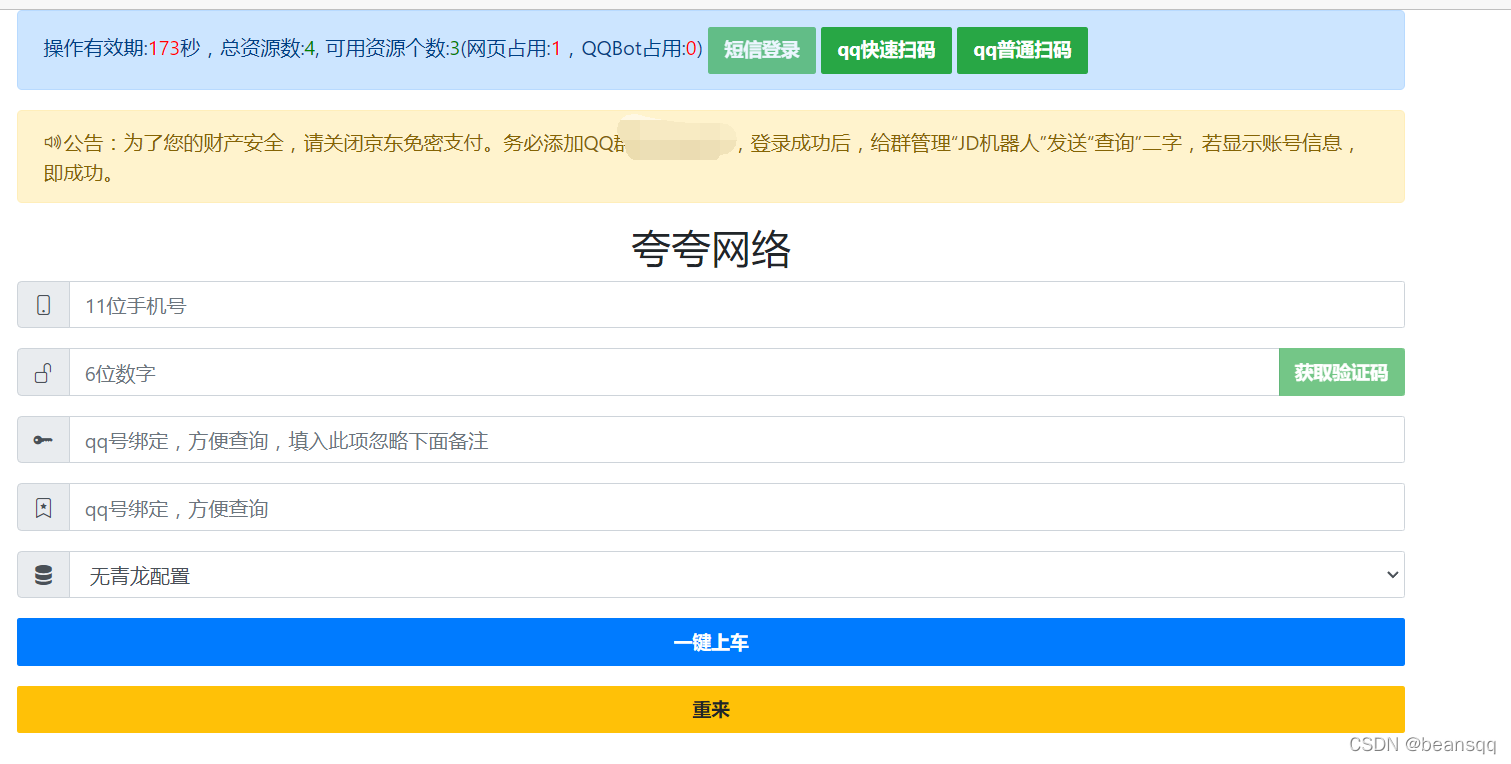 操作有效期:173秒，总资源数:4, 可用资源个数:3(网页占用:1，QQBot占用:0) 短信登录 qq快速扫码 qq普通扫码
公告：为了您的财产安全，请关闭京东免密支付。务必添加QQ群 ，登录成功后，给群管理“JD机器人”发送“查询”二字，若显示账号信息，
即成功。
夸夸网络
11位手机号
6位数字 获取验证码
qq号绑定，方便查询，填入此项忽略下面备注
qq号绑定，方便查询
无青龙配置
一键上车
重来
CSDN @beansqq